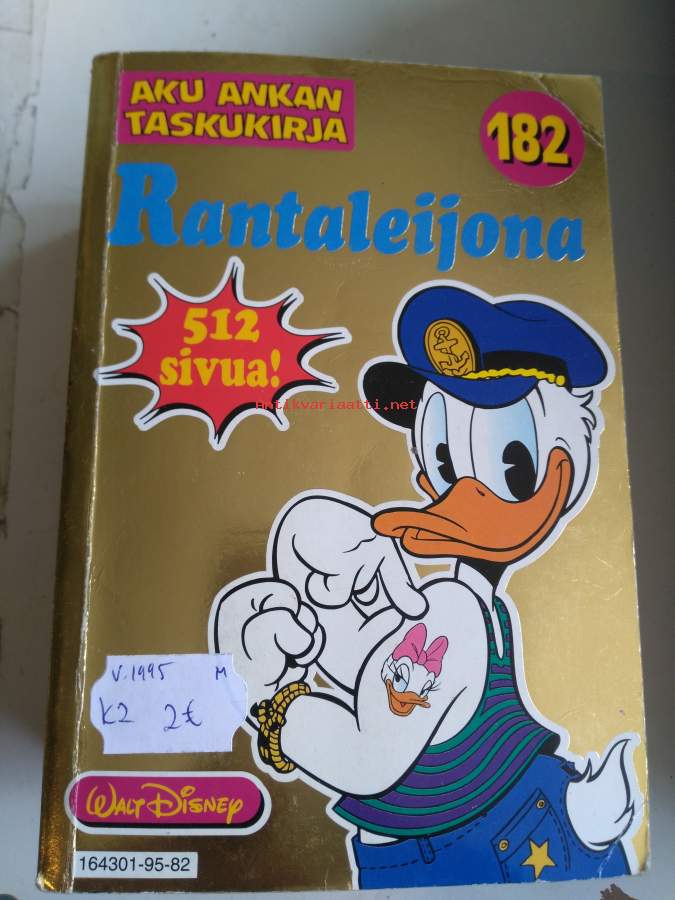 AKU ANKAN
TASKUKIRJA
182
Rantaleijona
512
sivua!
Antikvariaatti.net
V.1995 M
K2 2€
WALT DISNEY
164301-95-82